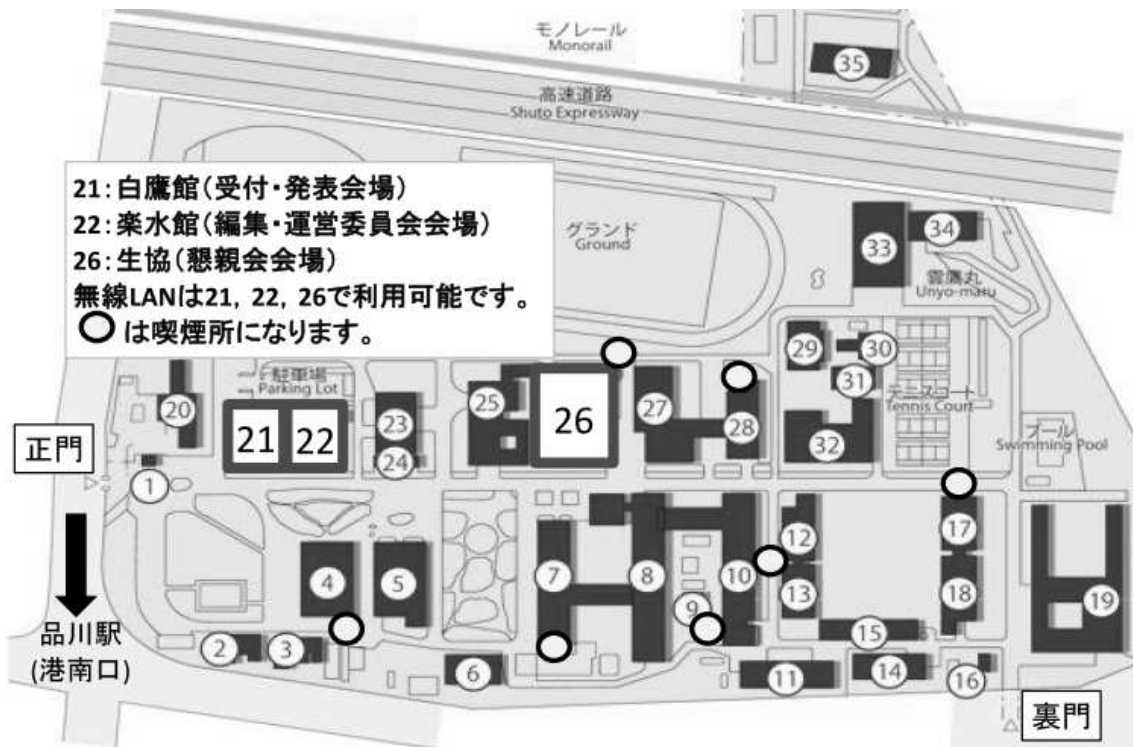 モノレール
Monorail
35
高速道路
Shuto Expressway
21：白鷹館（受付・発表会場）
22：楽水館（編集・運営委員会会場）
26：生協（懇親会会場）
無線LANは21，22，26で利用可能です。
は喫煙所になります。
グランド
Ground
33
34
雲鷹丸
Unyo-maru
29
30
31
32
テニスコート
Tennis Court
プール
Swimming Pool
駐車場
Parking Lot
20
21
22
23
24
25
26
27
28
正門
1
4
5
7
8
9
10
12
13
17
18
19
品川駅
(港南口)
2
3
6
11
15
14
16
裏門